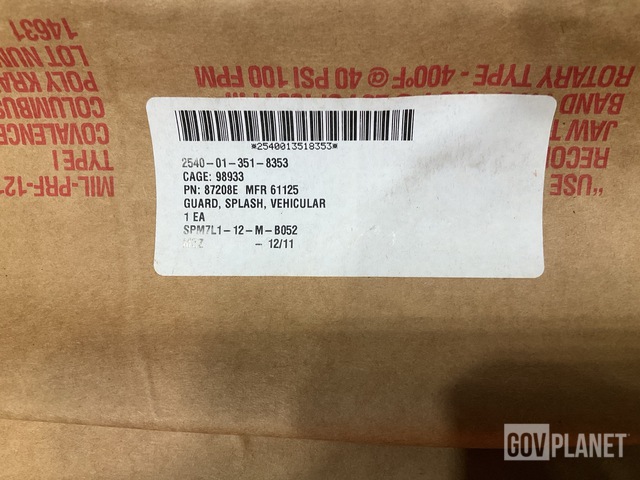 *2540013518353*
2540-01-351-8353
CAGE: 98933
PN: 87208E MFR 61125
GUARD, SPLASH, VEHICULAR
1 EA
SPM7L1-12-M-B052
- 12/11
"USE
RECO
JAW T
BAND
ROTARY TYPE - 400°F @ 40 PSI 100 FPM
MIL-PRF-121
TYPE I
COVALENCE
COLUMBUS
POLY KRA
LOT NUM
14631
GOVPLANET